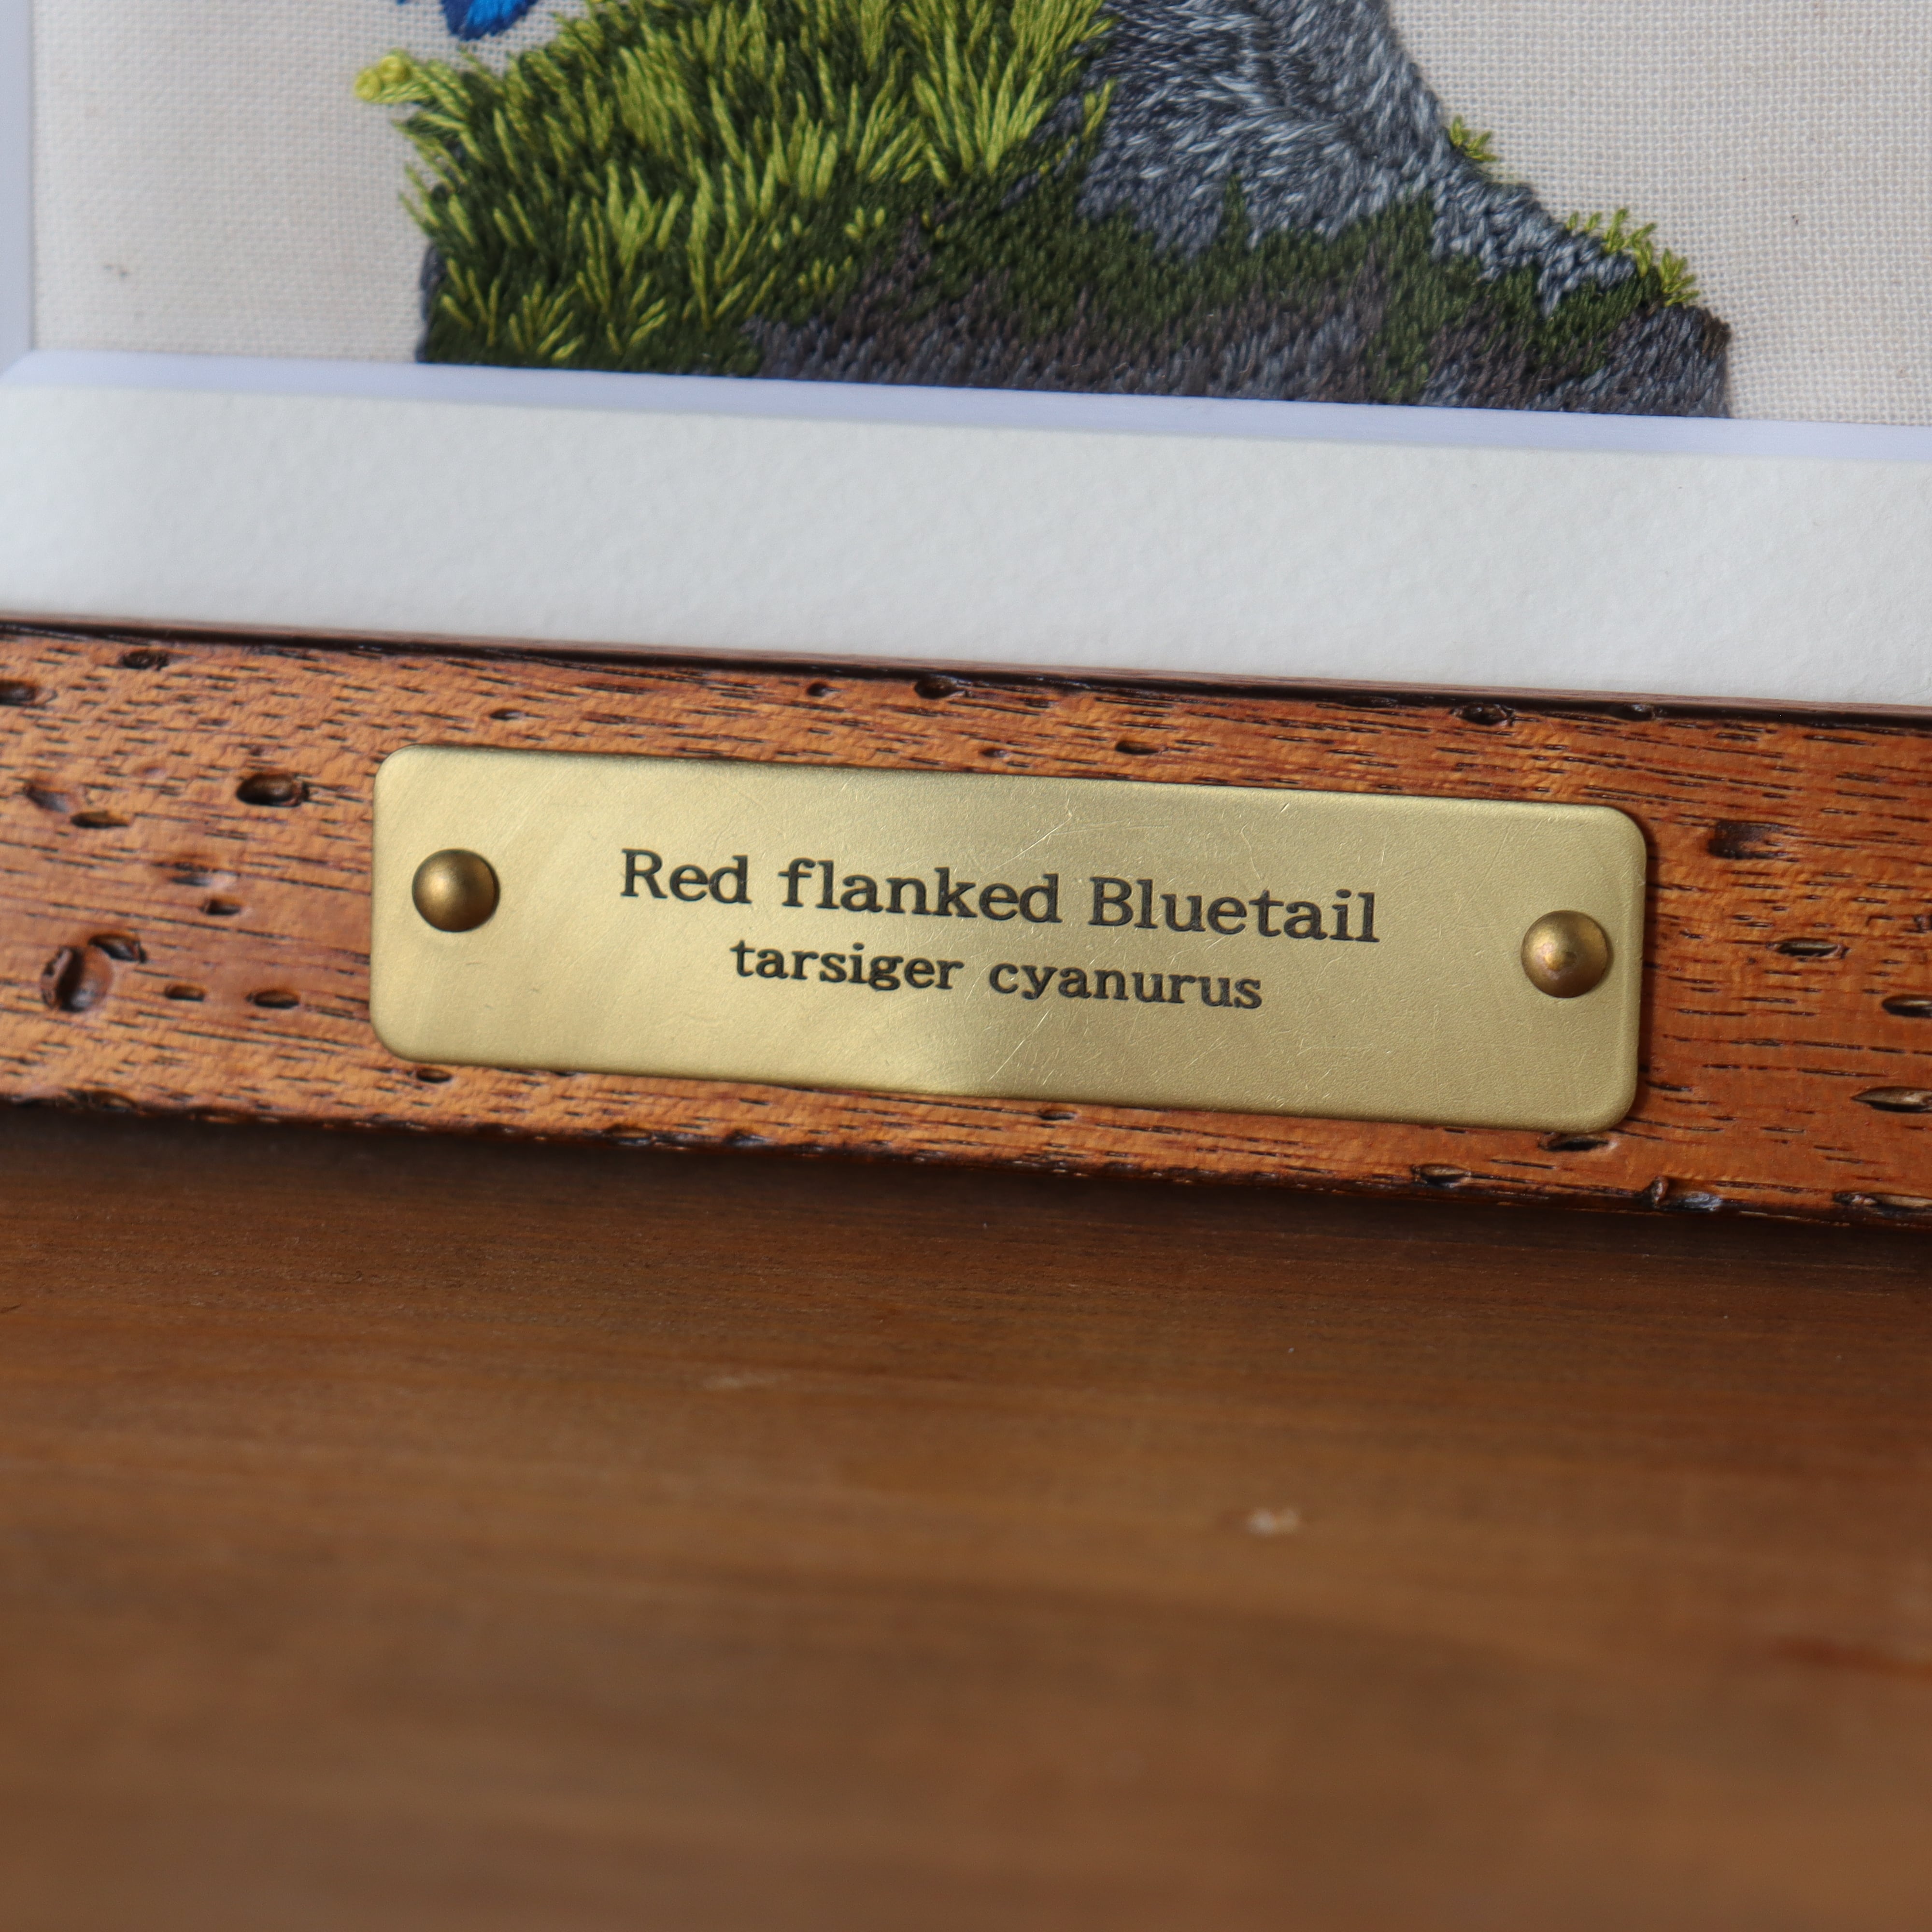 Red flanked Bluetail
tarsiger cyanurus